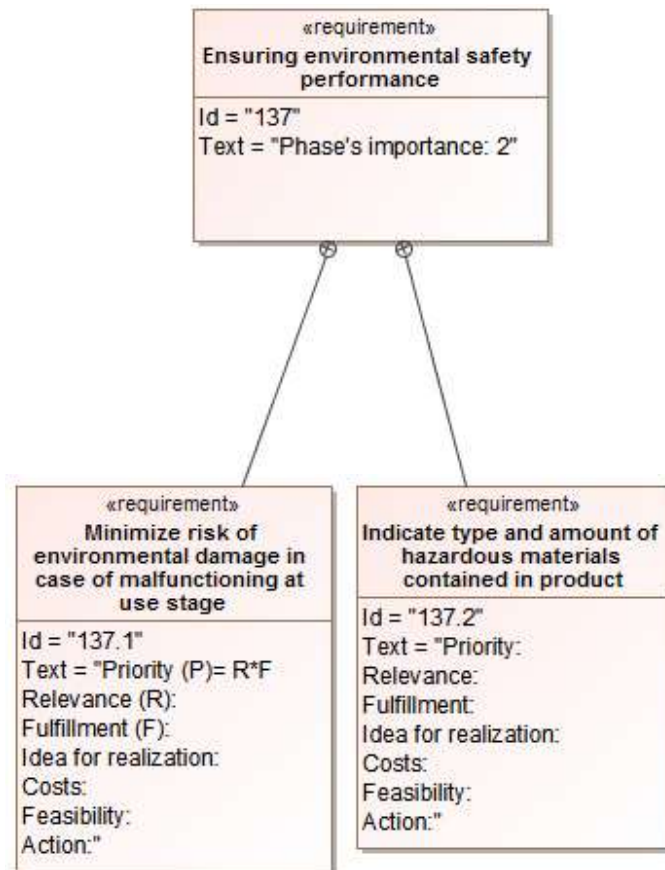 «requirement»
Ensuring environmental safety
performance
Id = "137"
Text = "Phase's importance: 2"
«requirement»
Minimize risk of
environmental damage in
case of malfunctioning at
use stage
Id = "137.1"
Text = "Priority (P)= R*F
Relevance (R):
Fulfillment (F):
Idea for realization:
Costs:
Feasibility:
Action:"
«requirement»
Indicate type and amount of
hazardous materials
contained in product
Id = "137.2"
Text = "Priority:
Relevance:
Fulfillment:
Idea for realization:
Costs:
Feasibility:
Action:"